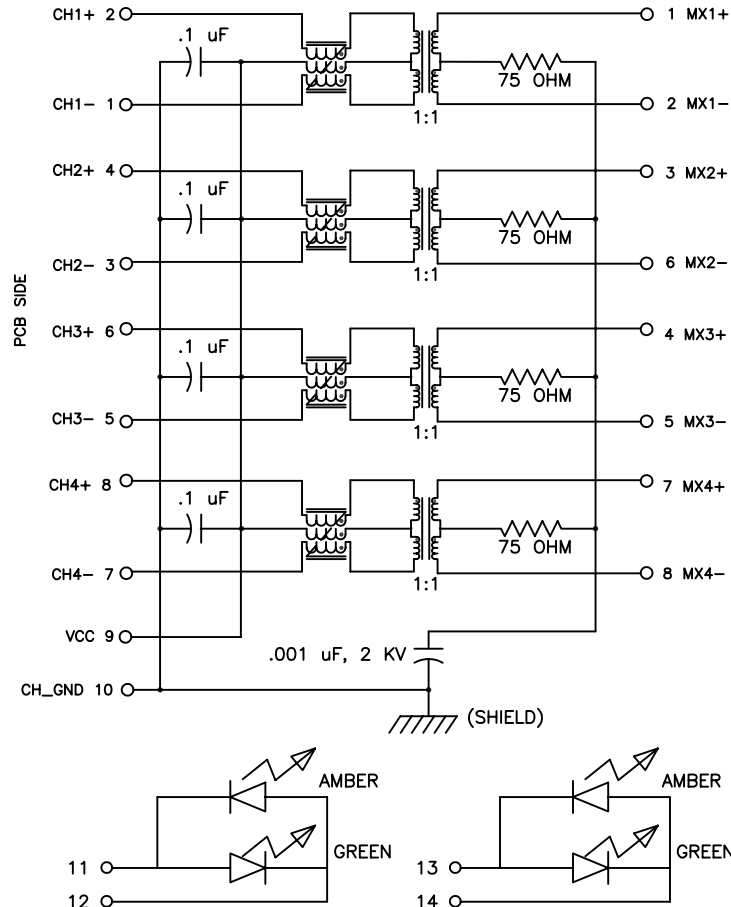 CH1+ 2
1 MX1+
.1 uF
75 OHM
CH1- 1
2 MX1-
1:1
CH2+ 4
3 MX2+
.1 uF
75 OHM
CH2- 3
6 MX2-
1:1
PCB SIDE
CH3+ 6
4 MX3+
.1 uF
75 OHM
CH3- 5
5 MX3-
1:1
CH4+ 8
7 MX4+
.1 uF
75 OHM
CH4- 7
8 MX4-
1:1
VCC 9
.001 uF, 2 KV
CH_GND 10
(SHIELD)
AMBER
GREEN
11
12
AMBER
GREEN
13
14